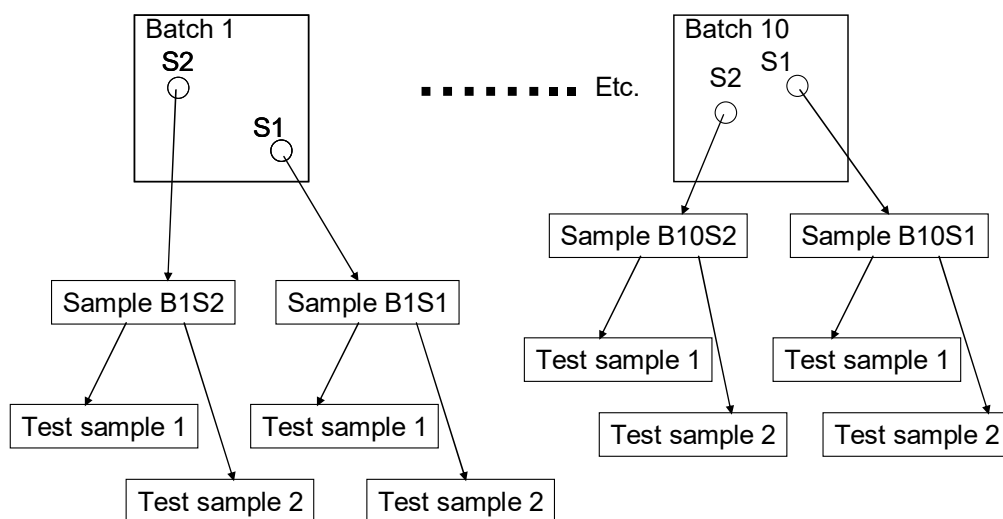 Batch 1
S2
S1
Etc.
Batch 10
S1
S2
Sample B1S2
Sample B1S1
Test sample 1
Test sample 1
Test sample 2
Test sample 2
Sample B10S2
Sample B10S1
Test sample 1
Test sample 1
Test sample 2
Test sample 2